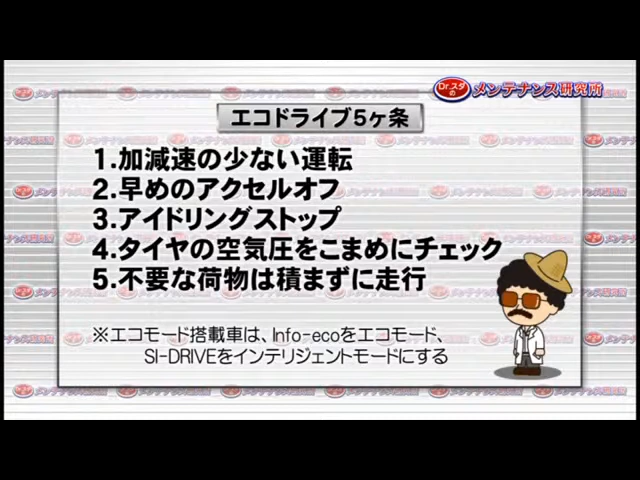 Dr.スダのメンテナンス研究所
エコドライブ5ヶ条
1.加減速の少ない運転
2.早めのアクセルオフ
3.アイドリングストップ
4.タイヤの空気圧をこまめにチェック
5.不要な荷物は積まずに走行
※エコモード搭載車は、Info-ecoをエコモード、
SI-DRIVEをインテリジェントモードにする